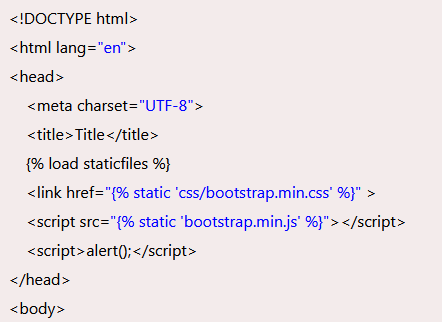 <!DOCTYPE html>
<html lang="en">
<head>
<meta charset="UTF-8">
<title>Title</title>
{% load staticfiles %}
<link href="{% static 'css/bootstrap.min.css' %}" >
<script src="{% static 'bootstrap.min.js' %}"></script>
<script>alert();</script>
</head>
<body>